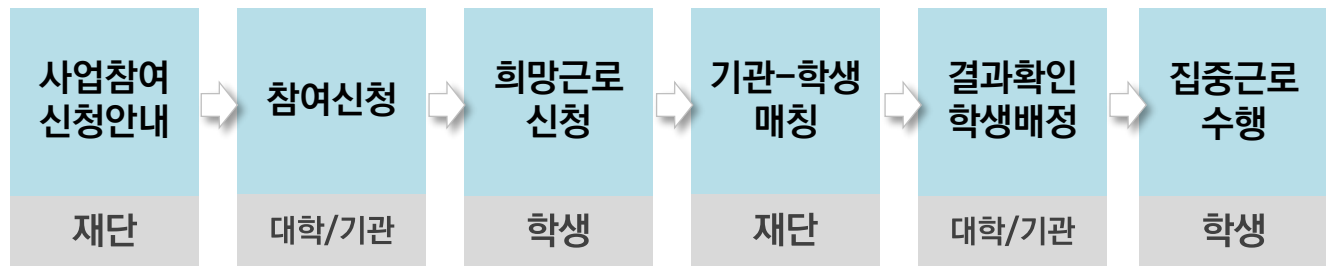 사업참여
신청안내
재단
참여신청
대학/기관
희망근로
신청
학생
기관-학생
매칭
재단
결과확인
학생배정
대학/기관
집중근로
수행
학생